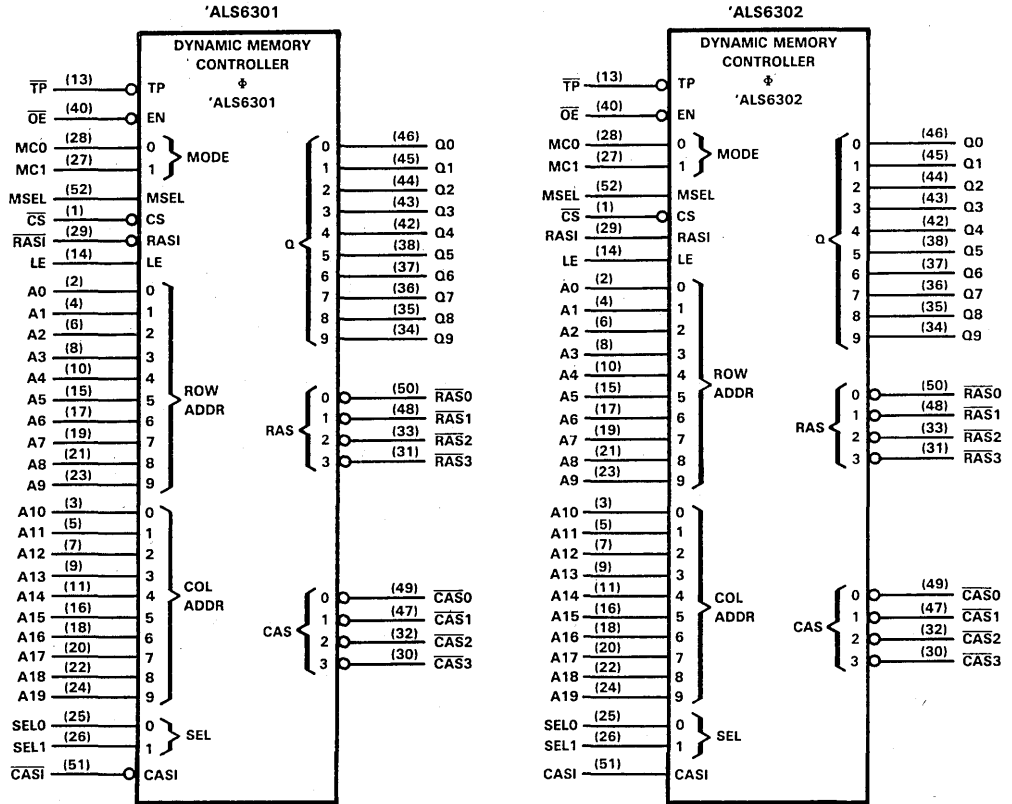 'ALS6301
DYNAMIC MEMORY
CONTROLLER
Φ
'ALS6301
TP (13) TP
OE (40) EN
MC0 (28) 0
MC1 (27) 1
MODE
MSEL (52) MSEL
CS (1) CS
RASI (29) RASI
LE (14) LE
A0 (2) 0
A1 (4) 1
A2 (6) 2
A3 (8) 3
A4 (10) 4
A5 (15) 5
A6 (17) 6
A7 (19) 7
A8 (21) 8
A9 (23) 9
ROW
ADDR
A10 (3) 0
A11 (5) 1
A12 (7) 2
A13 (9) 3
A14 (11) 4
A15 (16) 5
A16 (18) 6
A17 (20) 7
A18 (22) 8
A19 (24) 9
COL
ADDR
SEL0 (25) 0
SEL1 (26) 1
SEL
CASI (51) CASI
Q
0 (46) Q0
1 (45) Q1
2 (44) Q2
3 (43) Q3
4 (42) Q4
5 (38) Q5
6 (37) Q6
7 (36) Q7
8 (35) Q8
9 (34) Q9
RAS
0 (50) RAS0
1 (48) RAS1
2 (33) RAS2
3 (31) RAS3
CAS
0 (49) CAS0
1 (47) CAS1
2 (32) CAS2
3 (30) CAS3
'ALS6302
DYNAMIC MEMORY
CONTROLLER
Φ
'ALS6302
TP (13) TP
OE (40) EN
MC0 (28) 0
MC1 (27) 1
MODE
MSEL (52) MSEL
CS (1) CS
RASI (29) RASI
LE (14) LE
A0 (2) 0
A1 (4) 1
A2 (6) 2
A3 (8) 3
A4 (10) 4
A5 (15) 5
A6 (17) 6
A7 (19) 7
A8 (21) 8
A9 (23) 9
ROW
ADDR
A10 (3) 0
A11 (5) 1
A12 (7) 2
A13 (9) 3
A14 (11) 4
A15 (16) 5
A16 (18) 6
A17 (20) 7
A18 (22) 8
A19 (24) 9
COL
ADDR
SEL0 (25) 0
SEL1 (26) 1
SEL
CASI (51) CASI
Q
0 (46) Q0
1 (45) Q1
2 (44) Q2
3 (43) Q3
4 (42) Q4
5 (38) Q5
6 (37) Q6
7 (36) Q7
8 (35) Q8
9 (34) Q9
RAS
0 (50) RAS0
1 (48) RAS1
2 (33) RAS2
3 (31) RAS3
CAS
0 (49) CAS0
1 (47) CAS1
2 (32) CAS2
3 (30) CAS3